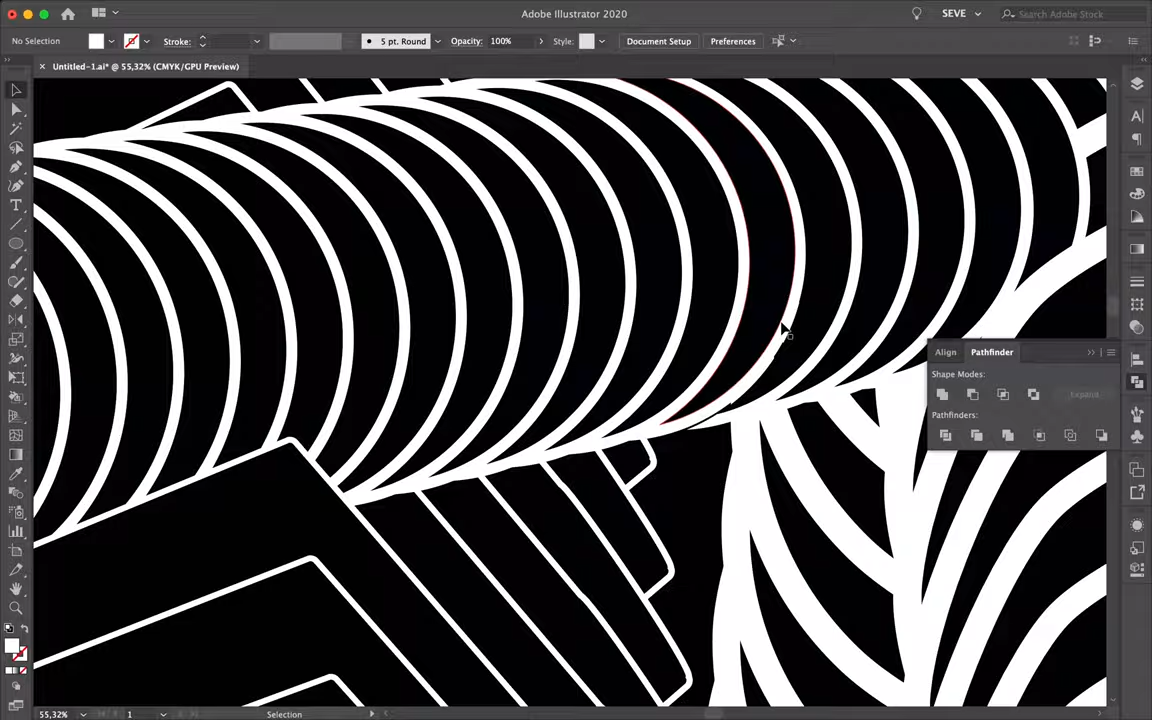 Adobe Illustrator 2020
SEVE
Search Adobe Stock
No Selection
Stroke:
5 pt. Round
Opacity:
100%
Style:
Document Setup
Preferences
Untitled-1.ai* @ 55,32% (CMYK/GPU Preview)
Align
Pathfinder
Shape Modes:
Expand
Pathfinders:
55,32%
1
Selection